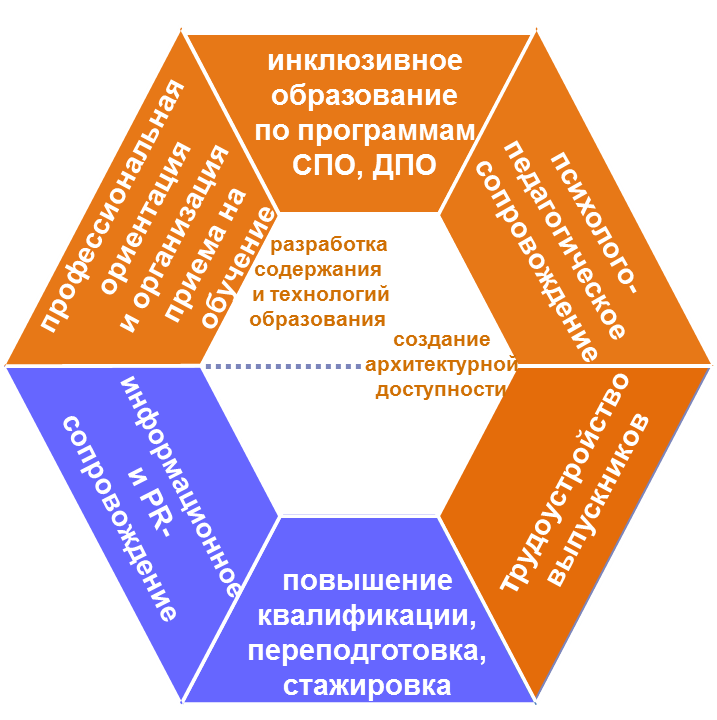 инклюзивное
образование
по программам
СПО, ДПО
психолого-
педагогическое
сопровождение
трудоустройство
выпускников
повышение
квалификации,
переподготовка,
стажировка
информационное
и PR-
сопровождение
профессиональная
ориентация
и организация
приема на
обучение
разработка
содержания
и технологий
образования
создание
архитектурной
доступности